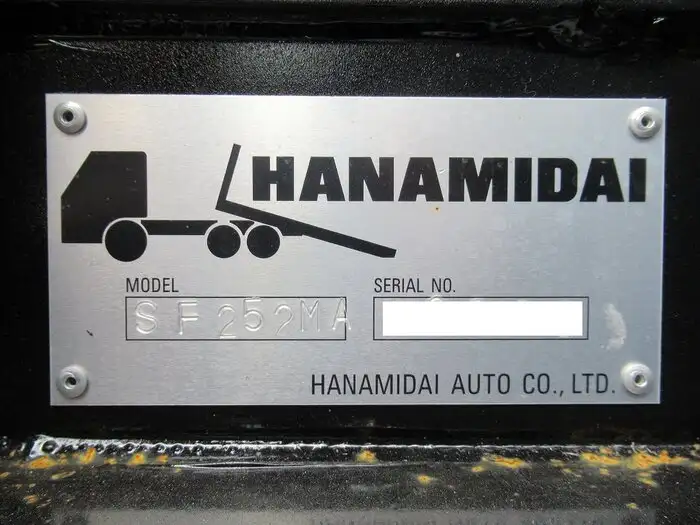 HANAMIDAI
MODEL
SERIAL NO.
SF252MA
HANAMIDAI AUTO CO., LTD.